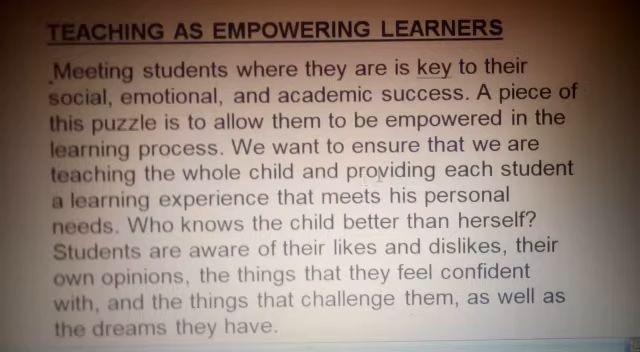 TEACHING AS EMPOWERING LEARNERS
Meeting students where they are is key to their
social, emotional, and academic success. A piece of
this puzzle is to allow them to be empowered in the
learning process. We want to ensure that we are
teaching the whole child and providing each student
a learning experience that meets his personal
needs. Who knows the child better than herself?
Students are aware of their likes and dislikes, their
own opinions, the things that they feel confident
with, and the things that challenge them, as well as
the dreams they have.